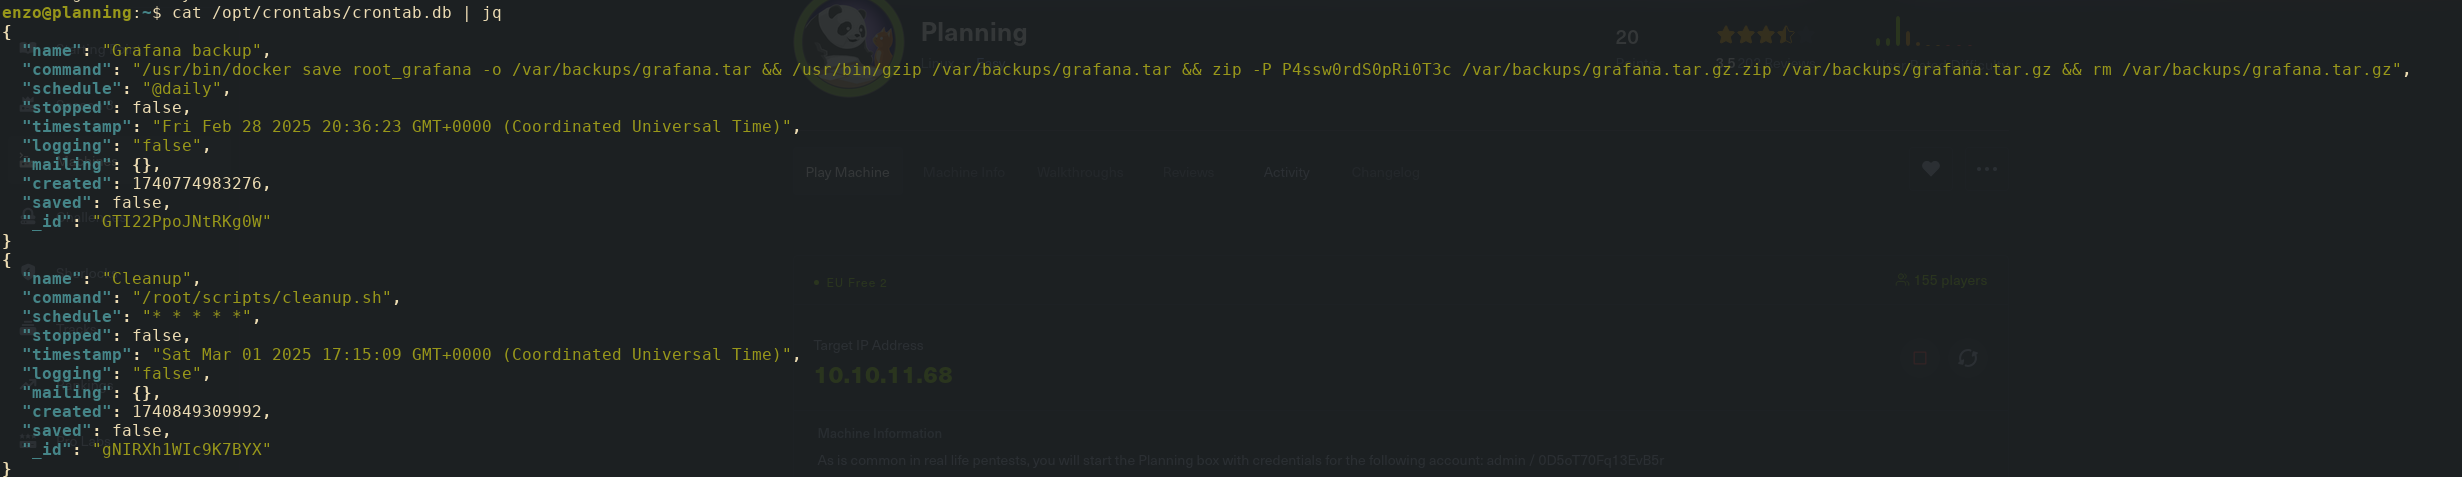 enzo@planning:~$ cat /opt/crontabs/crontab.db | jq
{
  "name": "Grafana backup",
  "command": "/usr/bin/docker save root_grafana -o /var/backups/grafana.tar && /usr/bin/gzip /var/backups/grafana.tar && zip -P P4ssw0rdS0pRi0T3c /var/backups/grafana.tar.gz.zip /var/backups/grafana.tar.gz && rm /var/backups/grafana.tar.gz",
  "schedule": "@daily",
  "stopped": false,
  "timestamp": "Fri Feb 28 2025 20:36:23 GMT+0000 (Coordinated Universal Time)",
  "logging": "false",
  "mailing": {},
  "created": 1740774983276,
  "saved": false,
  "_id": "GTI22PpoJNtRKg0W"
}
{
  "name": "Cleanup",
  "command": "/root/scripts/cleanup.sh",
  "schedule": "* * * * *",
  "stopped": false,
  "timestamp": "Sat Mar 01 2025 17:15:09 GMT+0000 (Coordinated Universal Time)",
  "logging": "false",
  "mailing": {},
  "created": 1740849309992,
  "saved": false,
  "_id": "gNIRXh1WIc9K7BYX"
}
Planning
20
Play Machine Machine Info Walkthroughs Reviews Activity Changelog
EU Free 2
155 players
Target IP Address
10.10.11.68
Machine Information
As is common in real life pentests, you will start the Planning box with credentials for the following account: admin / 0D5oT70Fq13EvB5r